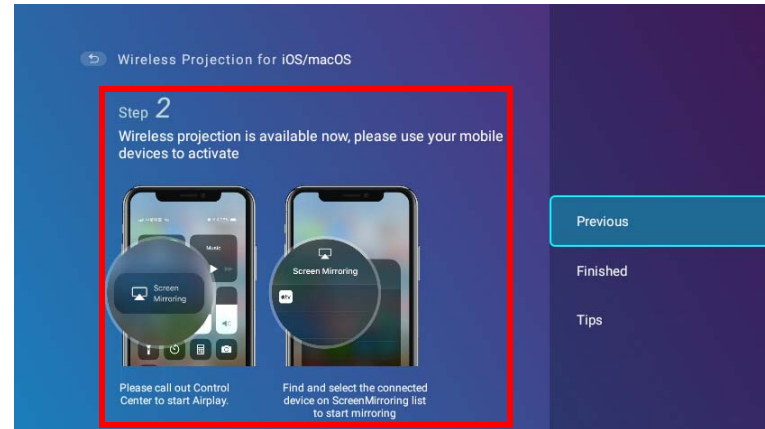 Wireless Projection for iOS/macOS
Step 2
Wireless projection is available now, please use your mobile
devices to activate
Music
Screen
Mirroring
Screen Mirroring
tv
Please call out Control
Center to start Airplay.
Find and select the connected
device on ScreenMirroring list
to start mirroring
Previous
Finished
Tips